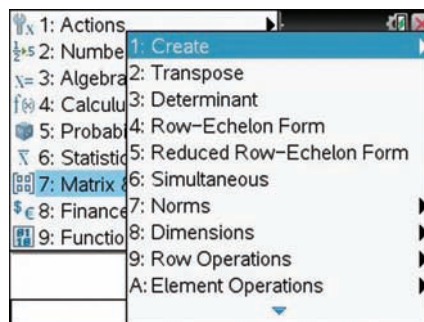 1: Actions
2: Numbe
3: Algebra
4: Calculu
5: Probabi
6: Statistic
7: Matrix &
8: Finance
9: Functio
1: Create
2: Transpose
3: Determinant
4: Row-Echelon Form
5: Reduced Row-Echelon Form
6: Simultaneous
7: Norms
8: Dimensions
9: Row Operations
A: Element Operations